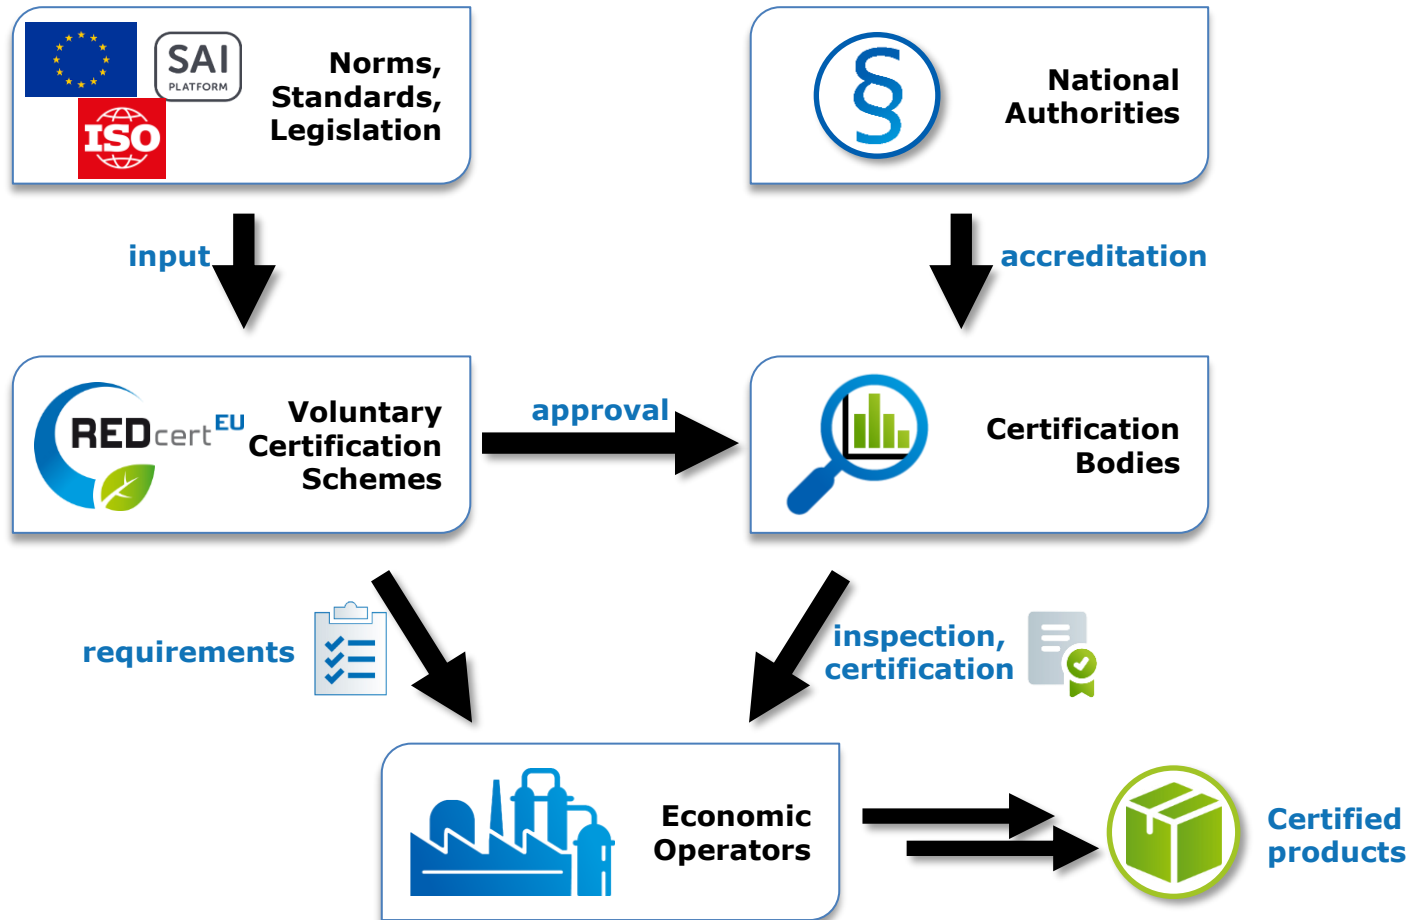 SAI
PLATFORM
ISO
Norms,
Standards,
Legislation
§
National
Authorities
input
accreditation
REDcert EU
Voluntary
Certification
Schemes
approval
Certification
Bodies
requirements
inspection,
certification
Economic
Operators
Certified
products